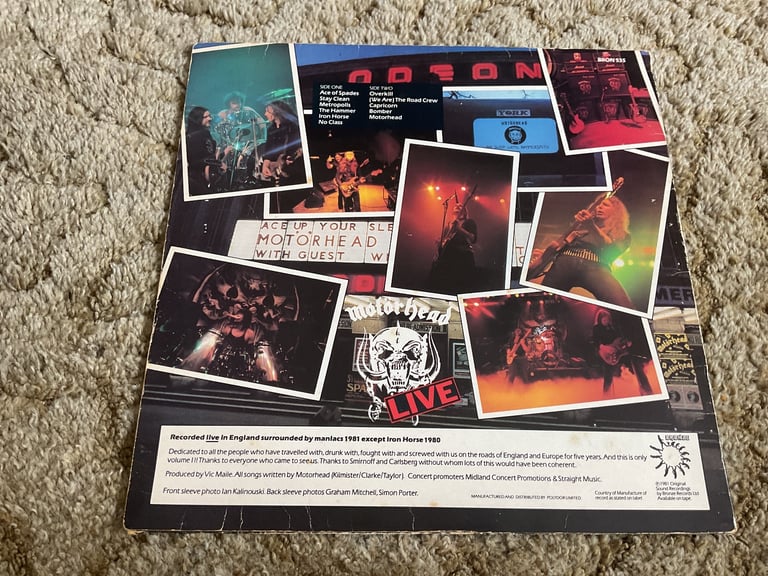 ODEON
BRON 535
SIDE ONE
Ace of Spades
Stay Clean
Metropolis
The Hammer
Iron Horse
No Class
SIDE TWO
Overkill
(We Are) The Road Crew
Capricorn
Bomber
Motorhead
YORK
MOTORHEAD
ACE UP YOUR SLE
MOTORHEAD
WITH GUEST
motörhead
LIVE
Recorded live in England surrounded by maniacs 1981 except Iron Horse 1980
Dedicated to all the people who have travelled with, drunk with, fought with and screwed with us on the roads of England and Europe for five years. And this is only
volume I!! Thanks to everyone who came to see us. Thanks to Smirnoff and Carlsberg without whom lots of this would have been coherent.
Produced by Vic Maile. All songs written by Motorhead (Kilmister/Clarke/Taylor) Concert promoters Midland Concert Promotions & Straight Music.
Front sleeve photo Ian Kalinouski. Back sleeve photos Graham Mitchell, Simon Porter.
MANUFACTURED AND DISTRIBUTED BY POLYDOR LIMITED.
Country of Manufacture of
record as stated on label
BRONZE
℗ 1981 Original
Sound Recordings
by Bronze Records Ltd
Available on tape.